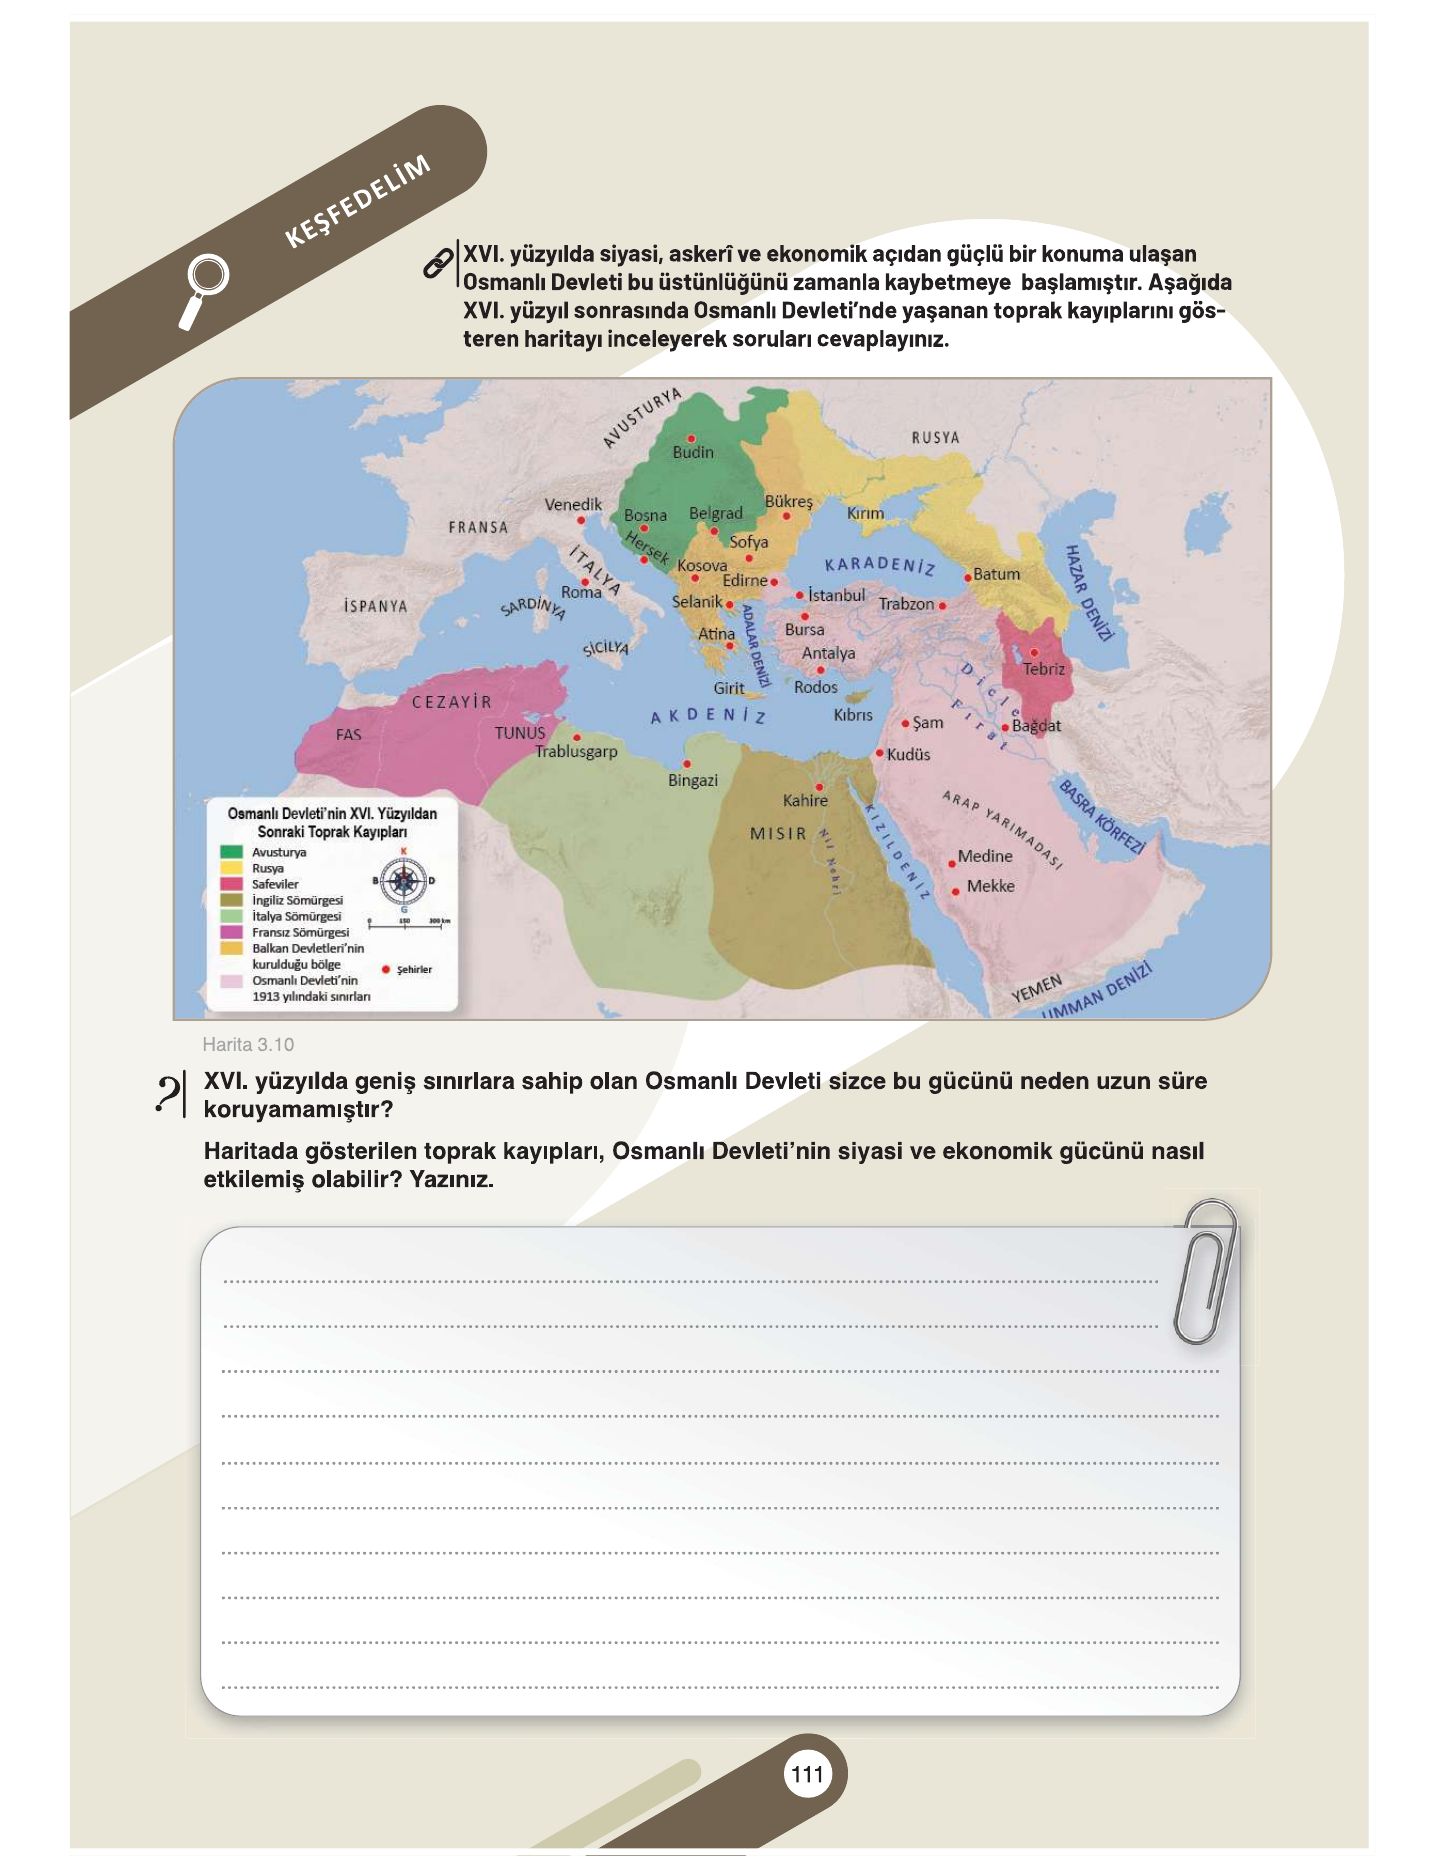 KEŞFEDELİM
XVI. yüzyılda siyasi, askerî ve ekonomik açıdan güçlü bir konuma ulaşan
Osmanlı Devleti bu üstünlüğünü zamanla kaybetmeye başlamıştır. Aşağıda
XVI. yüzyıl sonrasında Osmanlı Devleti’nde yaşanan toprak kayıplarını gös-
teren haritayı inceleyerek soruları cevaplayınız.
AVUSTURYA
RUSYA
Budin
Venedik
Bosna
Belgrad
Bükreş
Kırım
FRANSA
Hersek
Sofya
İTALYA
Kosova
KARADENİZ
HAZAR DENİZİ
Batum
Edirne
Roma
İSPANYA
SARDİNYA
Selanik
İstanbul
Trabzon
ADALAR DENİZİ
Atina
Bursa
SİCİLYA
Antalya
Tebriz
Dicle
CEZAYİR
Girit
Rodos
Kıbrıs
AKDENİZ
Fırat
Şam
Bağdat
FAS
TUNUS
Trablusgarp
Kudüs
Bingazi
Kahire
BASRA KÖRFEZİ
ARAP YARIMADASI
MISIR
Nil Nehri
KIZILDENİZ
Medine
Mekke
YEMEN
UMMAN DENİZİ
Osmanlı Devleti’nin XVI. Yüzyıldan
Sonraki Toprak Kayıpları
Avusturya
Rusya
Safeviler
İngiliz Sömürgesi
İtalya Sömürgesi
Fransız Sömürgesi
Balkan Devletleri’nin
kurulduğu bölge
Osmanlı Devleti’nin
1913 yılındaki sınırları
K
B
D
G
0 150 300 km
Şehirler
Harita 3.10
? XVI. yüzyılda geniş sınırlara sahip olan Osmanlı Devleti sizce bu gücünü neden uzun süre
koruyamamıştır?
Haritada gösterilen toprak kayıpları, Osmanlı Devleti’nin siyasi ve ekonomik gücünü nasıl
etkilemiş olabilir? Yazınız.
111